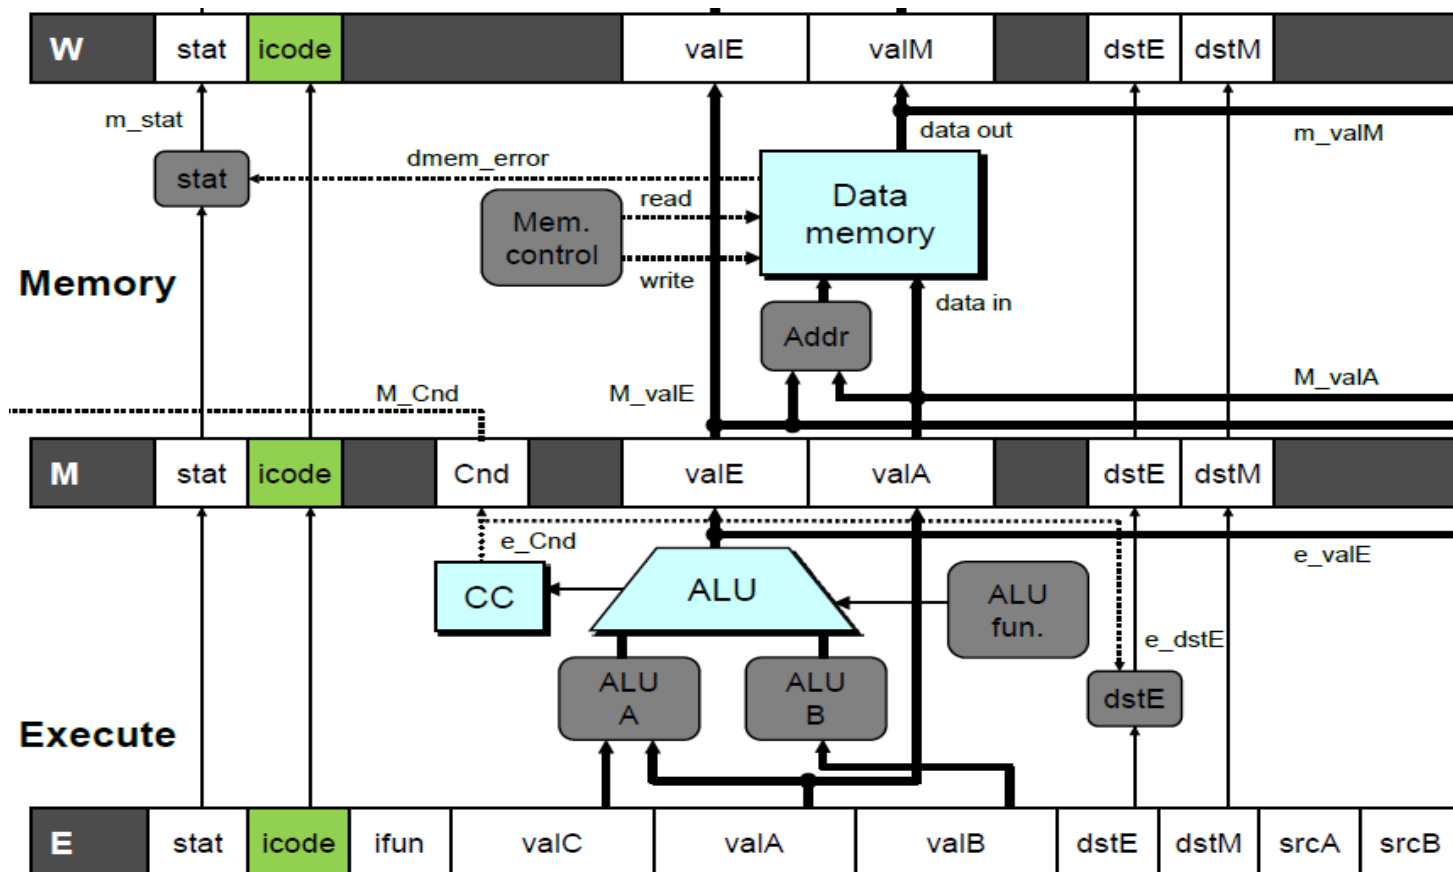 W stat icode valE valM dstE dstM
m_stat
data out
m_valM
dmem_error
stat
read
Mem.
control
write
Data
memory
Memory
data in
Addr
M_Cnd
M_valE
M_valA
M stat icode Cnd valE valA dstE dstM
e_Cnd
e_valE
CC
ALU
ALU
fun.
e_dstE
ALU
A
ALU
B
dstE
Execute
E stat icode ifun valC valA valB dstE dstM srcA srcB